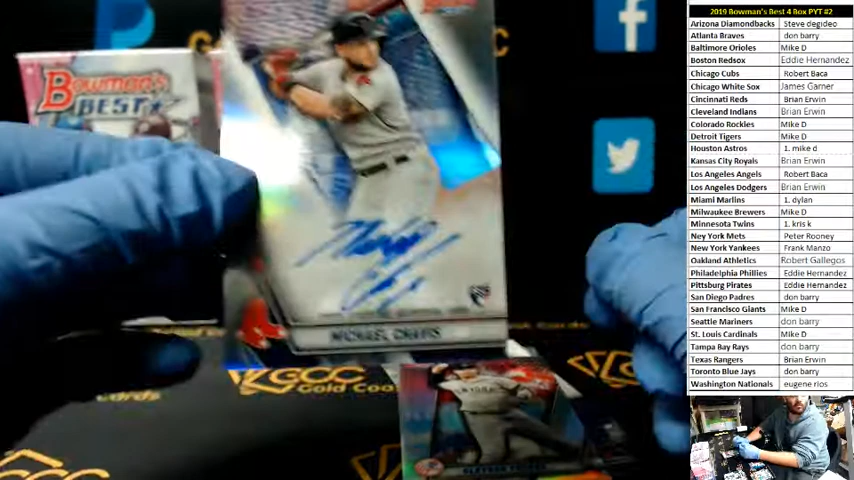 2019 Bowman's Best 4 Box PYT #2
Arizona Diamondbacks Steve degideo
Atlanta Braves don barry
Baltimore Orioles Mike D
Boston Redsox Eddie Hernandez
Chicago Cubs Robert Baca
Chicago White Sox James Garner
Cincinnati Reds Brian Erwin
Cleveland Indians Brian Erwin
Colorado Rockies Mike D
Detroit Tigers Mike D
Houston Astros 1. mike d
Kansas City Royals Brian Erwin
Los Angeles Angels Robert Baca
Los Angeles Dodgers Brian Erwin
Miami Marlins 1. dylan
Milwaukee Brewers Mike D
Minnesota Twins 1. kris k
Ney York Mets Peter Rooney
New York Yankees Frank Manzo
Oakland Athletics Robert Gallegos
Philadelphia Phillies Eddie Hernandez
Pittsburg Pirates Eddie Hernandez
San Diego Padres don barry
San Francisco Giants Mike D
Seattle Mariners don barry
St. Louis Cardinals Mike D
Tampa Bay Rays don barry
Texas Rangers Brian Erwin
Toronto Blue Jays don barry
Washington Nationals eugene rios
Bowman's
BEST
MICHAEL CHAVIS
GCC
Gold Coas
cards